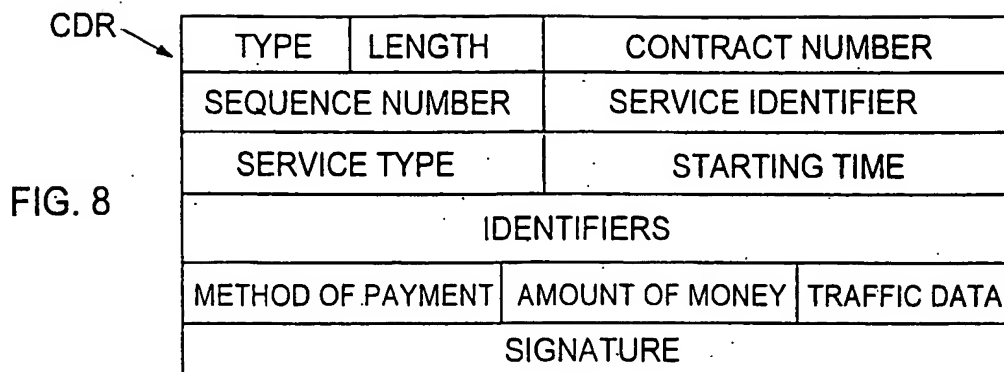 CDR
TYPE LENGTH CONTRACT NUMBER
SEQUENCE NUMBER SERVICE IDENTIFIER
SERVICE TYPE STARTING TIME
FIG. 8
IDENTIFIERS
METHOD OF PAYMENT AMOUNT OF MONEY TRAFFIC DATA
SIGNATURE